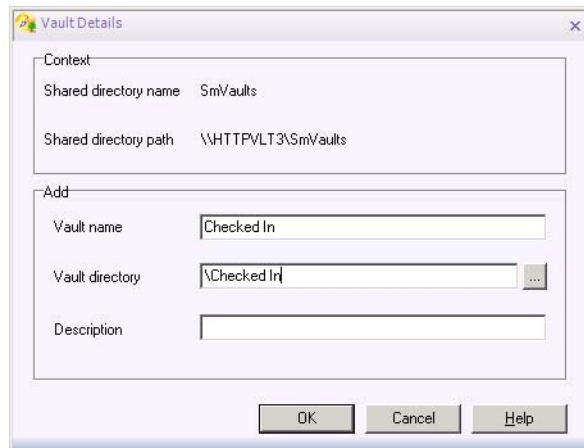 Vault Details
Context
Shared directory name SmVaults
Shared directory path \\HTTPVLT3\SmVaults
Add
Vault name Checked In
Vault directory \Checked In ...
Description
OK Cancel Help